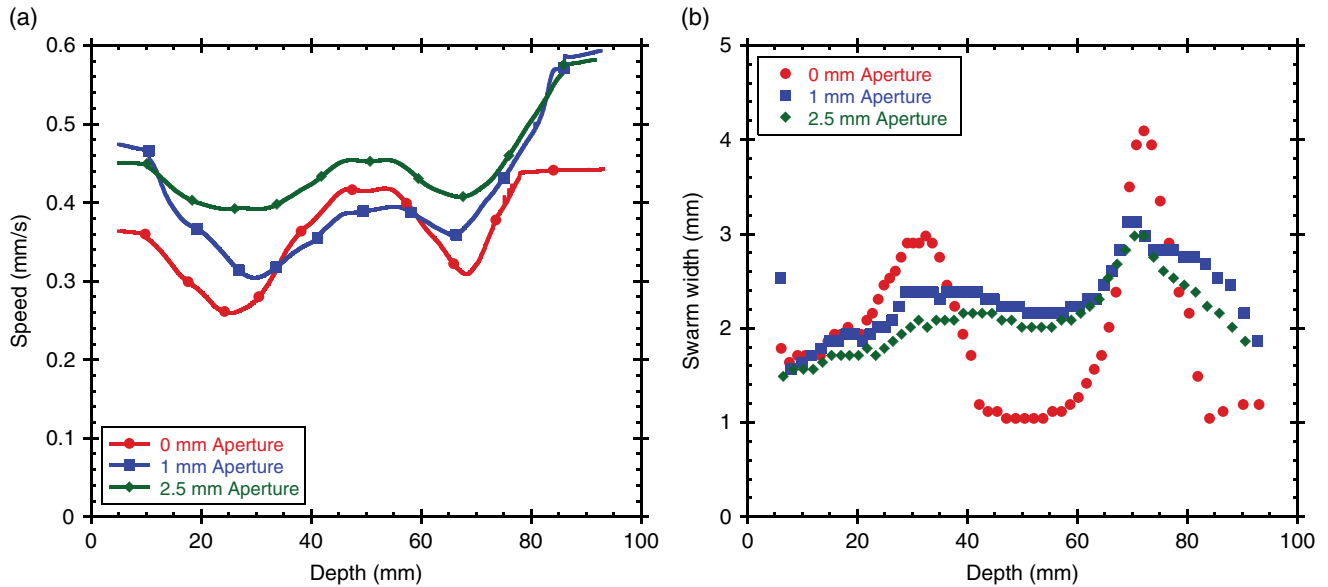 (a)
Speed (mm/s)
0.6
0.5
0.4
0.3
0.2
0.1
0
0 mm Aperture
1 mm Aperture
2.5 mm Aperture
0 20 40 60 80 100
Depth (mm)
(b)
Swarm width (mm)
5
4
3
2
1
0
0 mm Aperture
1 mm Aperture
2.5 mm Aperture
0 20 40 60 80 100
Depth (mm)